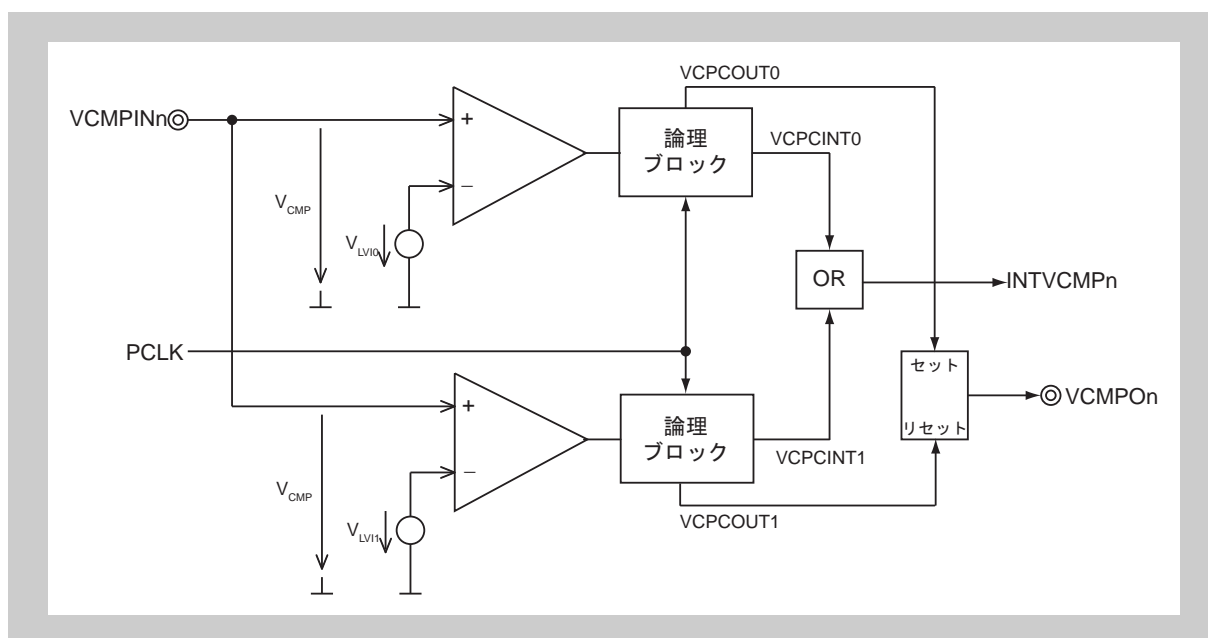 VCPCOUT0
VCMPINn
+
論理
ブロック
VCPCINT0
−
VCMP
VLVI0
OR
INTVCMPn
PCLK
セット
リセット
VCMPOn
+
論理
ブロック
VCPCINT1
−
VCMP
VLVI1
VCPCOUT1